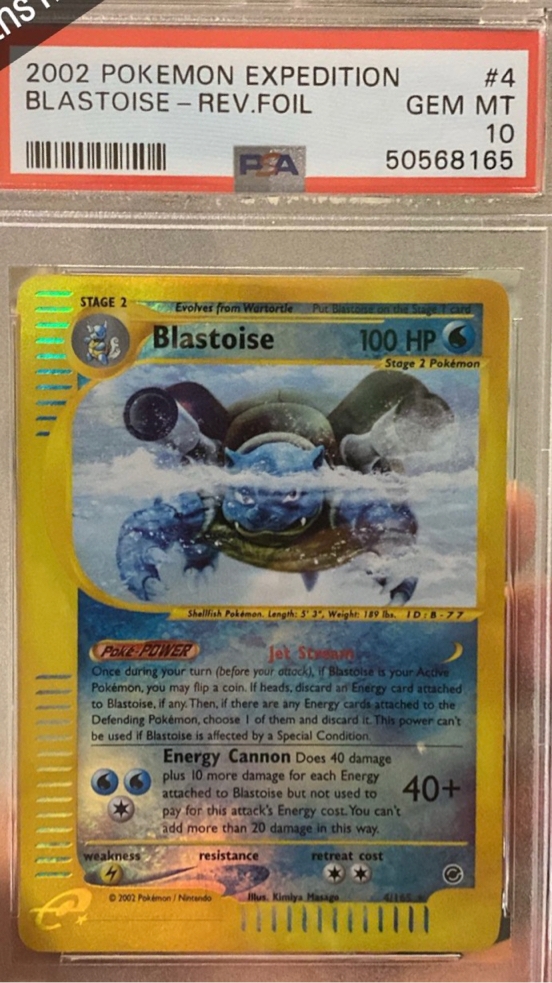 ns
2002 POKEMON EXPEDITION #4
BLASTOISE – REV.FOIL GEM MT
10
PSA 50568165
STAGE 2 Evolves from Wartortle Put Blastoise on the Stage 1 card
Blastoise 100 HP
Stage 2 Pokémon
Shellfish Pokémon. Length: 5' 3", Weight: 189 lbs. ID: B-77
Poké-POWER Jet Stream
Once during your turn (before your attack), if Blastoise is your Active
Pokémon, you may flip a coin. If heads, discard an Energy card attached
to Blastoise, if any. Then, if there are any Energy cards attached to the
Defending Pokémon, choose 1 of them and discard it. This power can't
be used if Blastoise is affected by a Special Condition.
Energy Cannon Does 40 damage
plus 10 more damage for each Energy
attached to Blastoise but not used to
pay for this attack's Energy cost. You can't
add more than 20 damage in this way.
40+
weakness resistance retreat cost
© 2002 Pokémon / Nintendo Illus. Kimiya Masago 4/165